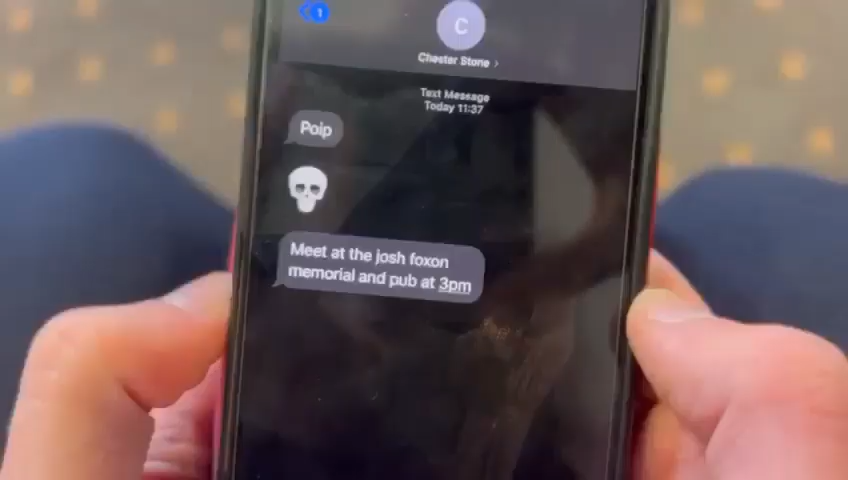 1
C
Chester Stone
Text Message
Today 11:37
Poip
Meet at the josh foxon
memorial and pub at 3pm